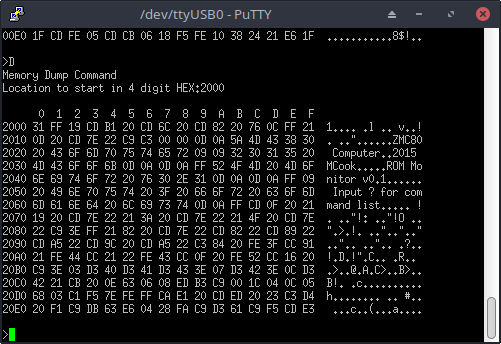 /dev/ttyUSB0 - PuTTY
00E0 1F CD FE 05 CD CB 06 18 F5 FE 10 38 24 21 E6 1F  ...........8$!..
>D
Memory Dump Command
Location to start in 4 digit HEX:2000
0 1 2 3 4 5 6 7 8 9 A B C D E F
2000 31 FF 19 CD B1 20 CD 6C 20 CD 82 20 76 0C FF 21  1.... .l .. v..!
2010 0D 20 CD 7E 22 C9 C3 00 00 0D 0A 5A 4D 43 38 30  . .~"......ZMC80
2020 20 43 6F 6D 70 75 74 65 72 09 09 32 30 31 35 20   Computer..2015 
2030 4D 43 6F 6F 6B 0D 0A 0D 0A FF 52 4F 4D 20 4D 6F  MCook.....ROM Mo
2040 6E 69 74 6F 72 20 76 30 2E 31 0D 0A 0D 0A FF 09  nitor v0.1......
2050 20 49 6E 70 75 74 20 3F 20 66 6F 72 20 63 6F 6D   Input ? for com
2060 6D 61 6E 64 20 6C 69 73 74 0D 0A FF CD 0F 20 21  mand list..... !
2070 19 20 CD 7E 22 21 3A 20 CD 7E 22 21 4F 20 CD 7E  . .."!: .."!O ..
2080 22 C9 3E FF 21 82 20 CD 7E 22 CD 82 22 CD 89 22  ".>.!. .."..".."
2090 CD A5 22 CD 9C 20 CD A5 22 C3 84 20 FE 3F CC 91  ..".. ..".. .?..
20A0 21 FE 44 CC 21 22 FE 43 CC 0F 20 FE 52 CC 16 20  !.D.!".C.. .R.. 
20B0 C9 3E 03 D3 40 D3 41 D3 43 3E 07 D3 42 3E 0C D3  .>..@.A.C>..B>..
20C0 42 21 CB 20 0E 63 06 08 ED B3 C9 00 1C 04 0C 05  B!. .c..........
20D0 68 03 C1 F5 7E FE FF CA E1 20 CD ED 20 23 C3 D4  h........ .. #..
20E0 20 F1 C9 DB 63 E6 04 28 FA C9 D3 61 C9 F5 CD E3   ...c..(...a....
>